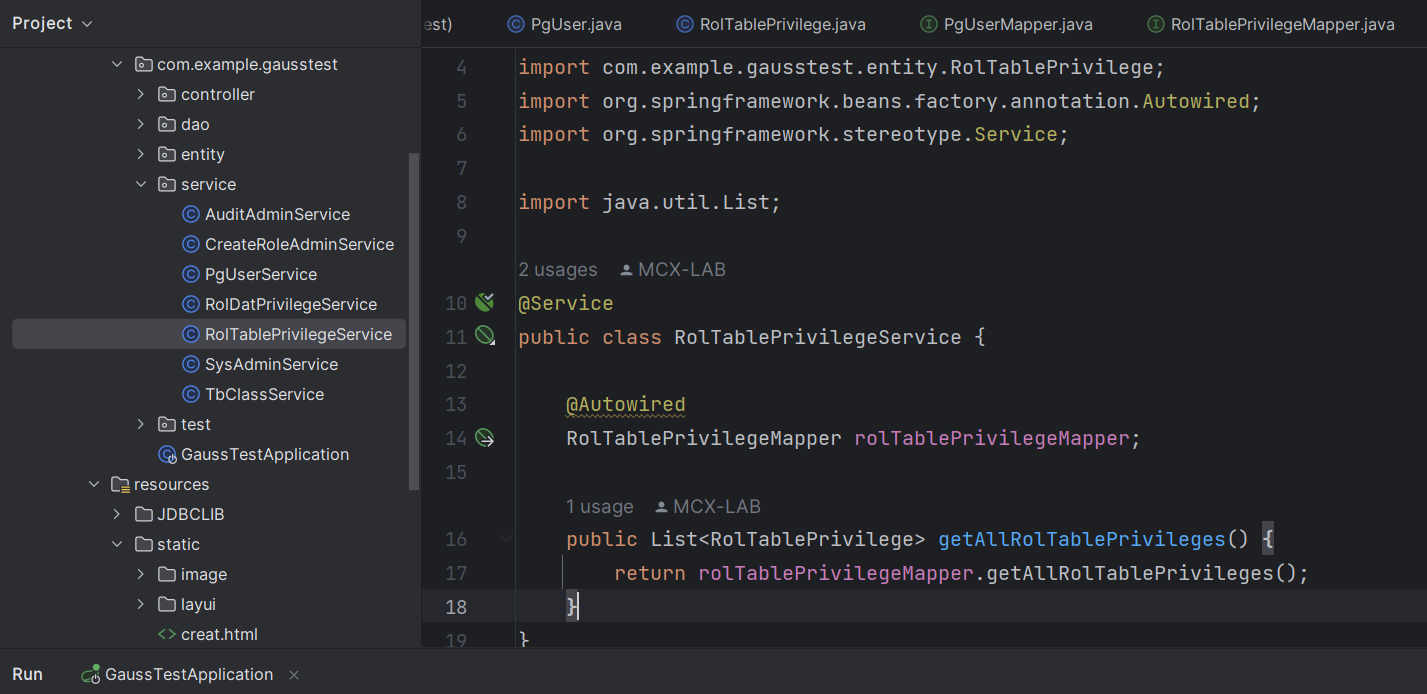 Project
com.example.gausstest
controller
dao
entity
service
AuditAdminService
CreateRoleAdminService
PgUserService
RolDatPrivilegeService
RolTablePrivilegeService
SysAdminService
TbClassService
test
GaussTestApplication
resources
JDBCLIB
static
image
layui
<> creat.html
est) PgUser.java RolTablePrivilege.java PgUserMapper.java RolTablePrivilegeMapper.java
4 import com.example.gausstest.entity.RolTablePrivilege;
5 import org.springframework.beans.factory.annotation.Autowired;
6 import org.springframework.stereotype.Service;
7
8 import java.util.List;
9
2 usages MCX-LAB
10 @Service
11 public class RolTablePrivilegeService {
12
13 @Autowired
14 RolTablePrivilegeMapper rolTablePrivilegeMapper;
15
1 usage MCX-LAB
16 public List<RolTablePrivilege> getAllRolTablePrivileges() {
17 return rolTablePrivilegeMapper.getAllRolTablePrivileges();
18 }
19 }
Run GaussTestApplication ×